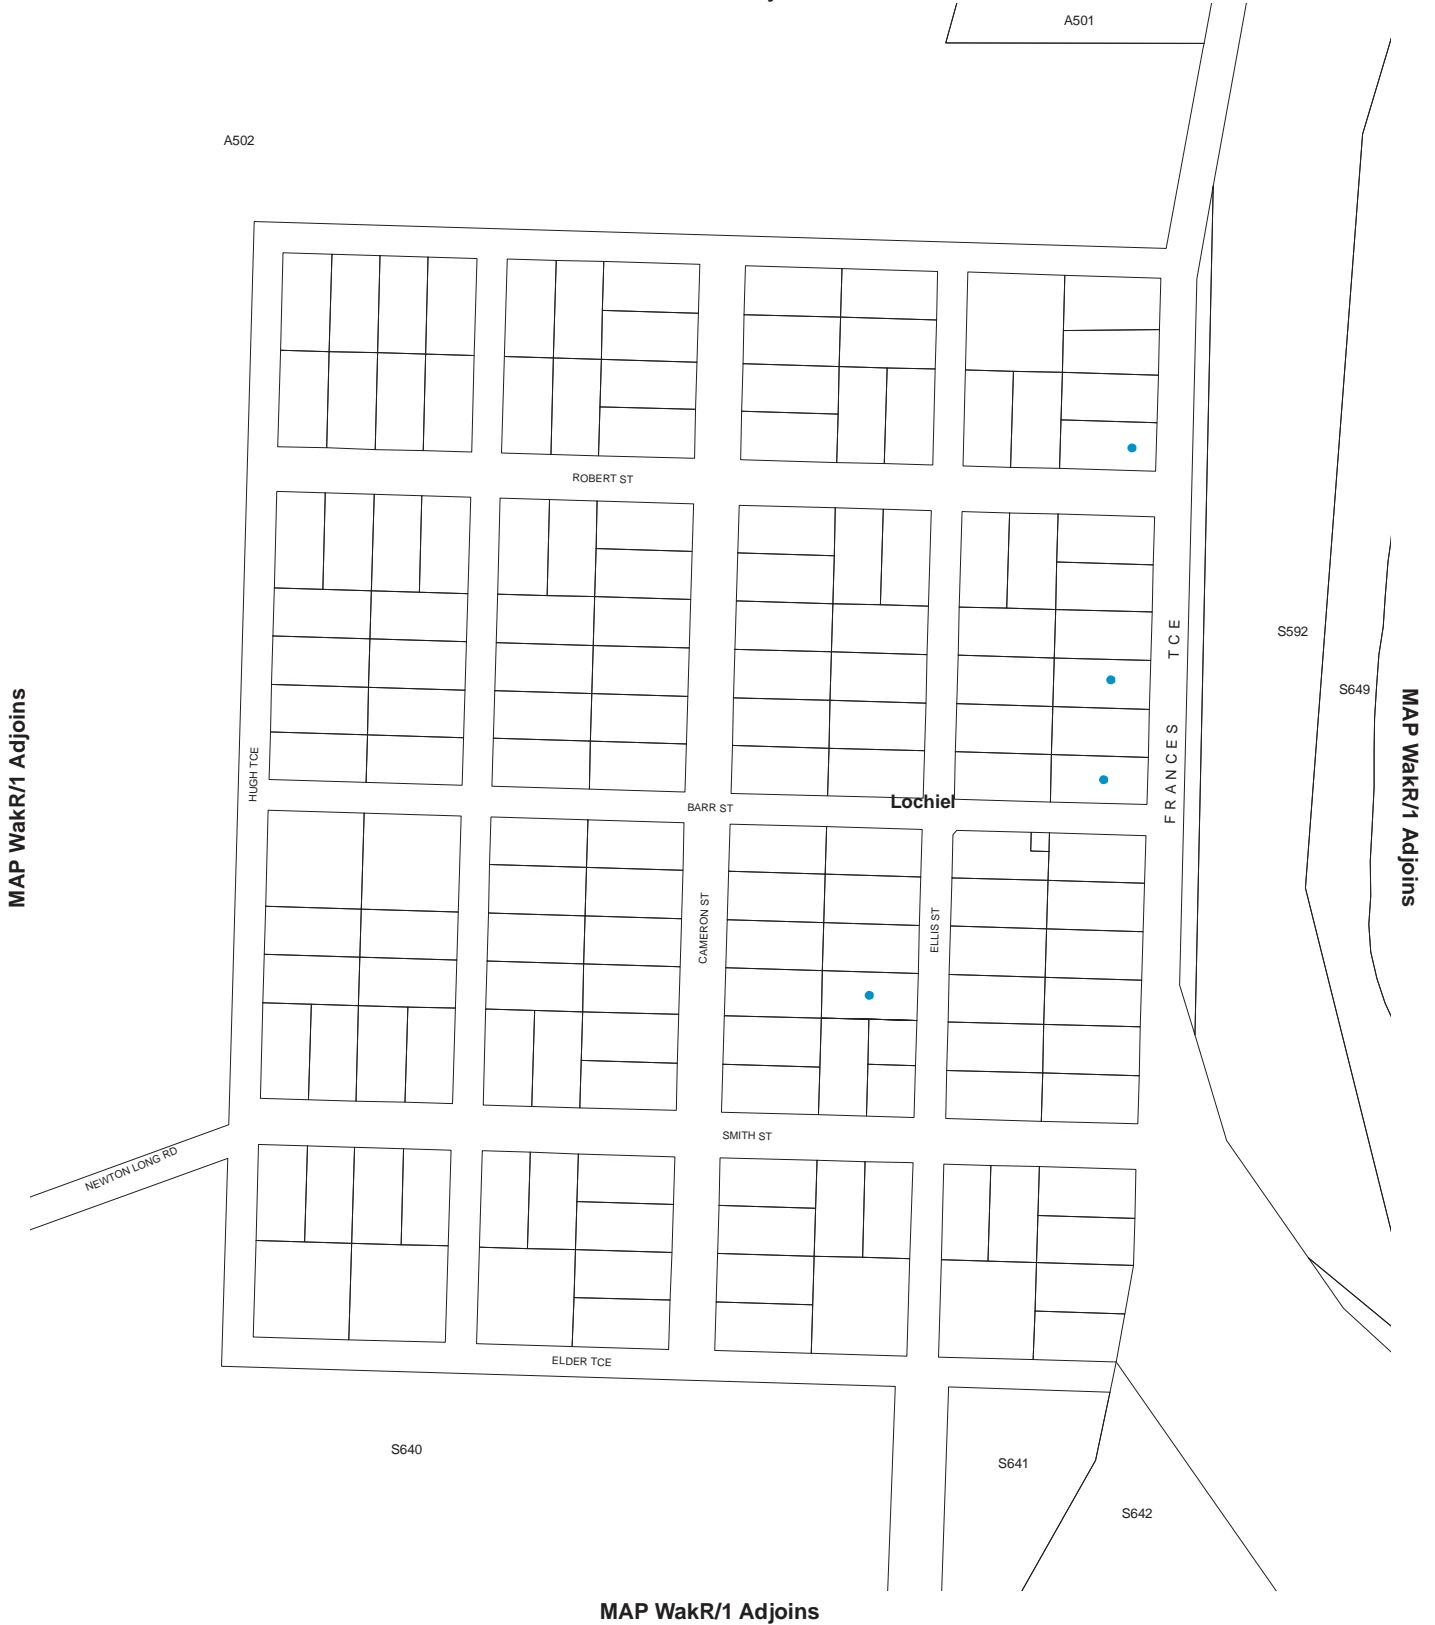 A501
A502
ROBERT ST
FRANCES TCE
S592
S649
MAP WakR/1 Adjoins
MAP WakR/1 Adjoins
HUGH TCE
Lochiel
BARR ST
CAMERON ST
ELLIS ST
SMITH ST
NEWTON LONG RD
ELDER TCE
S640
S641
S642
MAP WakR/1 Adjoins